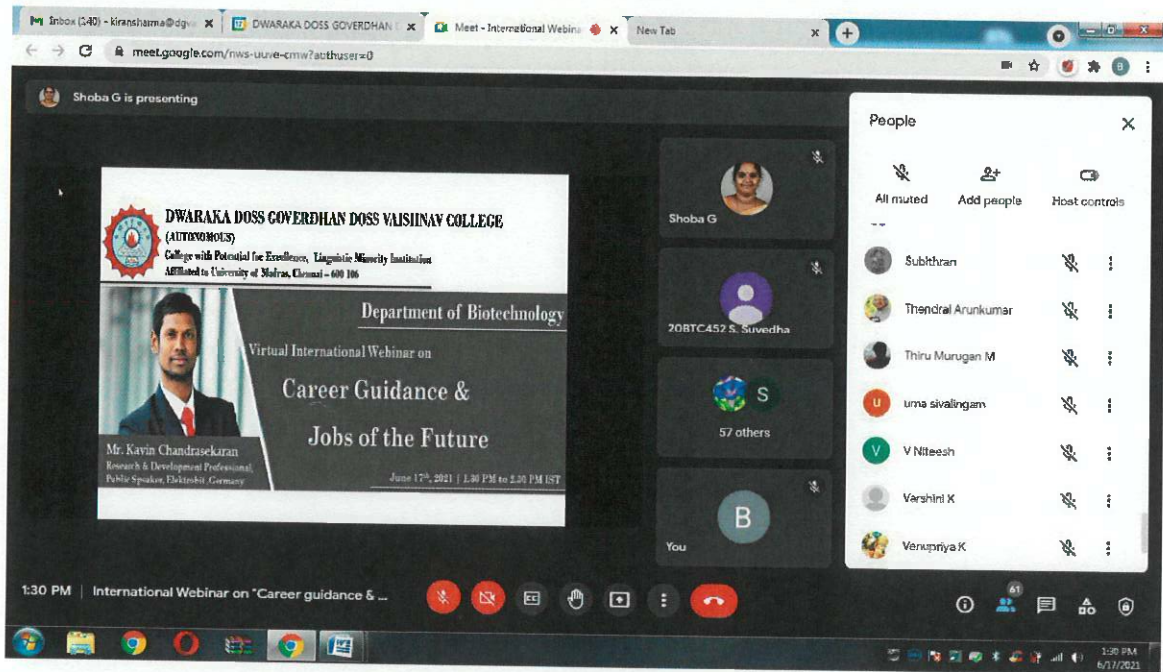 Inbox (140) - kiransharma@dgv
DWARAKA DOSS GOVERDHAN
Meet - International Webina
New Tab
meet.google.com/nws-uuve-cmw?authuser=0
Shoba G is presenting
DWARAKA DOSS GOVERDHAN DOSS VAISHNAV COLLEGE
(AUTONOMOUS)
College with Potential for Excellence, Linguistic Minority Institution
Affiliated to University of Madras, Chennai – 600 106
Department of Biotechnology
Virtual International Webinar on
Career Guidance &
Jobs of the Future
Mr. Kavin Chandrasekaran
Research & Development Professional,
Public Speaker, Elektrobit, Germany
June 17th, 2021 | 1.30 PM to 2.30 PM IST
Shoba G
20BTC452 S. Suvedha
S
57 others
B
You
People
All muted
Add people
Host controls
Subithran
Thendral Arunkumar
Thiru Murugan M
u
uma sivalingam
V
V Niteesh
Varshini K
Venupriya K
1:30 PM | International Webinar on "Career guidance & ...
CC
61
1:30 PM
6/17/2021